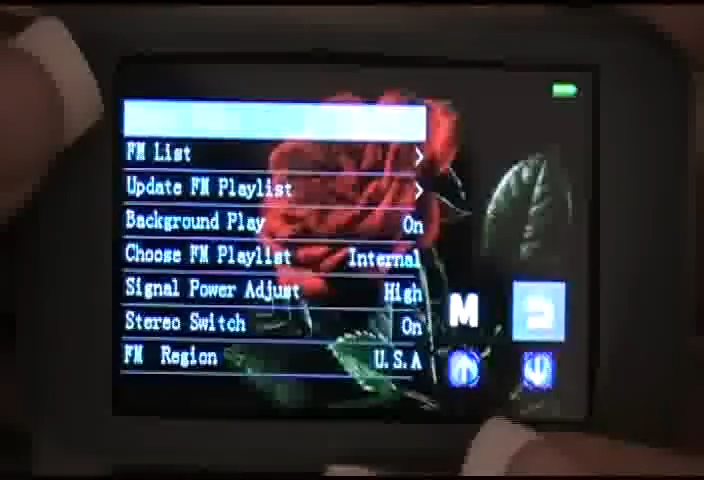 FM List >
Update FM Playlist >
Background Play On
Choose FM Playlist Internal
Signal Power Adjust High
Stereo Switch On
FM Region U.S.A
M